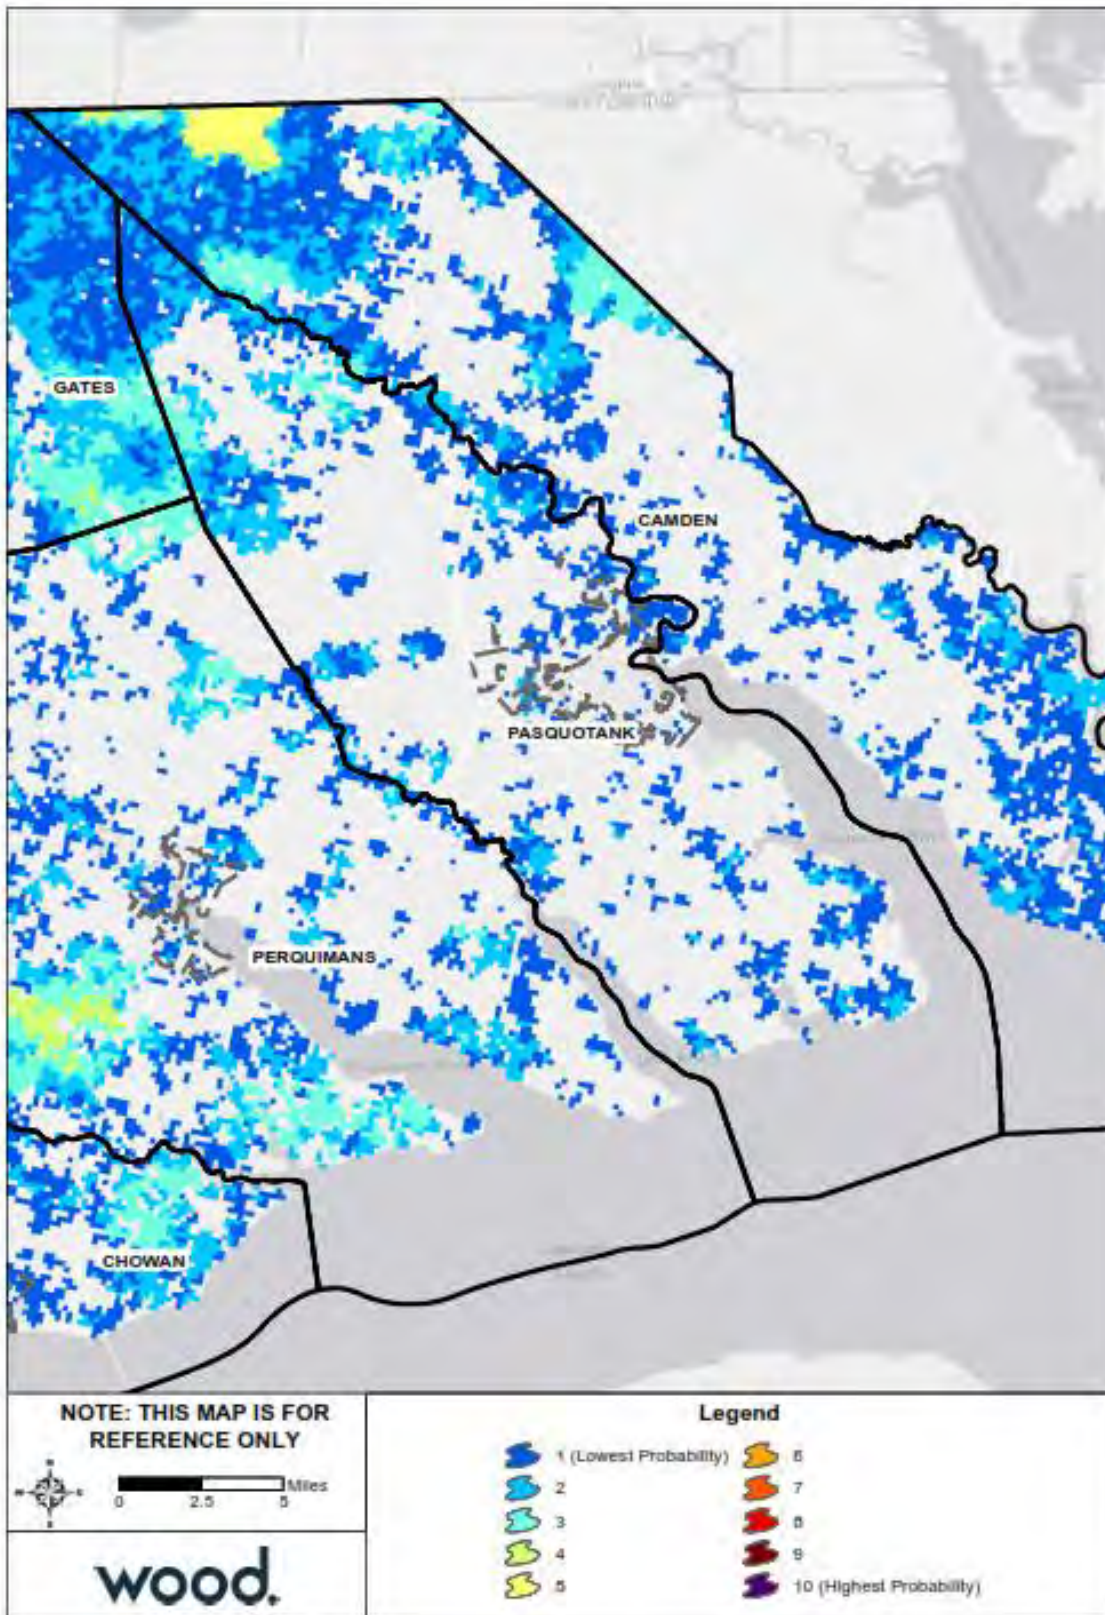 GATES
CAMDEN
PASQUOTANK
PERQUIMANS
CHOWAN
NOTE: THIS MAP IS FOR
REFERENCE ONLY
Miles
0 2.5 5
wood.
Legend
1 (Lowest Probability)
2
3
4
5
6
7
8
9
10 (Highest Probability)